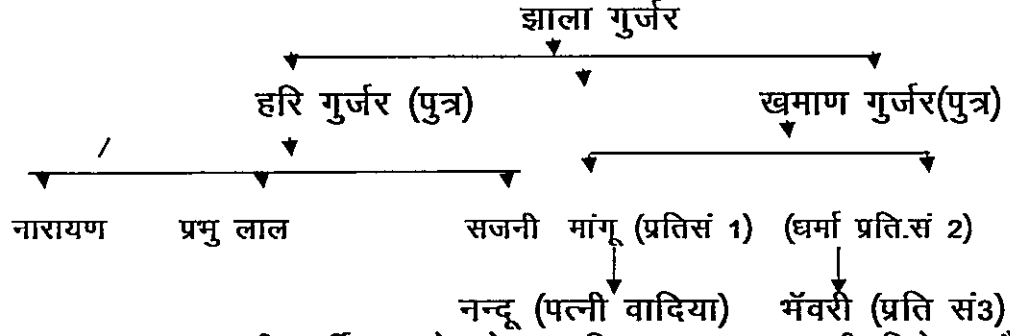 झाला गुर्जर
हरि गुर्जर (पुत्र) खमाण गुर्जर(पुत्र)
नारायण प्रभु लाल सजनी मांगू (प्रतिसं 1) (धर्मा प्रति.सं 2)
नन्दू (पत्नी वादिया) भॅवरी (प्रति सं3)